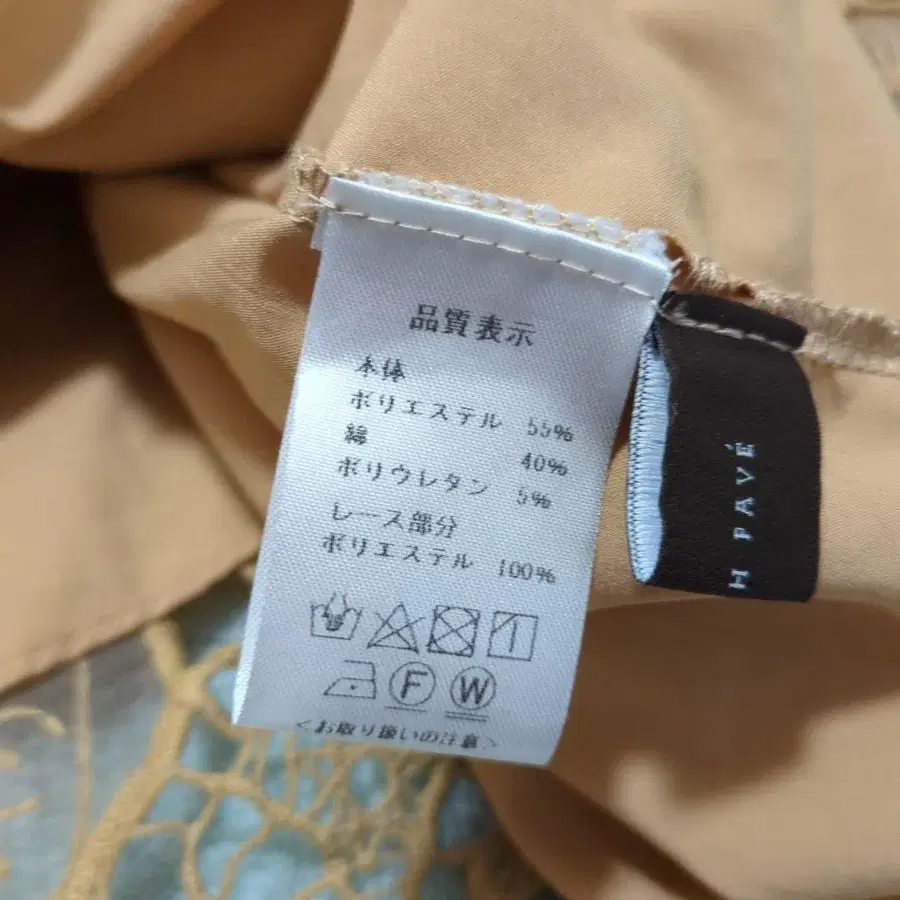 品質表示
本体
ポリエステル 55%
綿 40%
ポリウレタン 5%
レース部分
ポリエステル 100%
F W
<お取り扱いの注意>
H PAVÉ